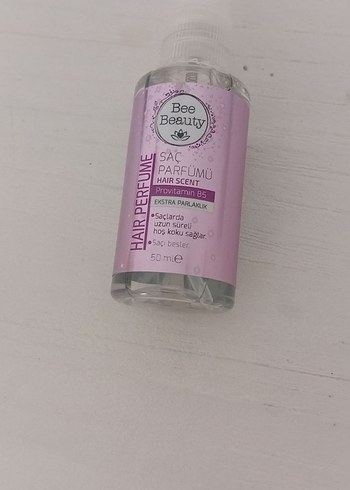 Bee
Beauty
HAIR PERFUME
SAÇ
PARFÜMÜ
HAIR SCENT
Provitamin B5
EKSTRA PARLAKLIK
•Saçlarda
uzun süreli
hoş koku sağlar.
•Saçı besler.
50 ml e